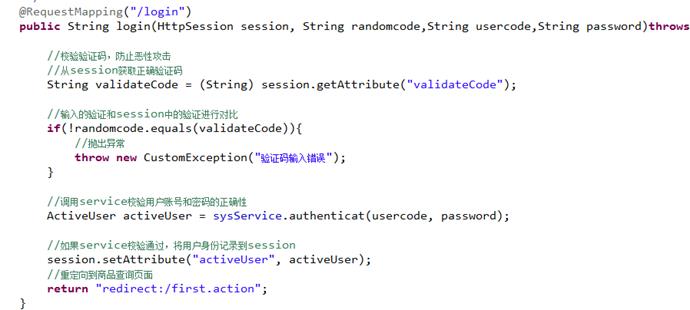 @RequestMapping("/login")
public String login(HttpSession session, String randomcode,String usercode,String password)throws
//校验验证码，防止恶性攻击
//从session获取正确验证码
String validateCode = (String) session.getAttribute("validateCode");
//输入的验证和session中的验证进行对比
if(!randomcode.equals(validateCode)){
//抛出异常
throw new CustomException("验证码输入错误");
}
//调用service校验用户账号和密码的正确性
ActiveUser activeUser = sysService.authenticat(usercode, password);
//如果service校验通过，将用户身份记录到session
session.setAttribute("activeUser", activeUser);
//重定向到商品查询页面
return "redirect:/first.action";
}